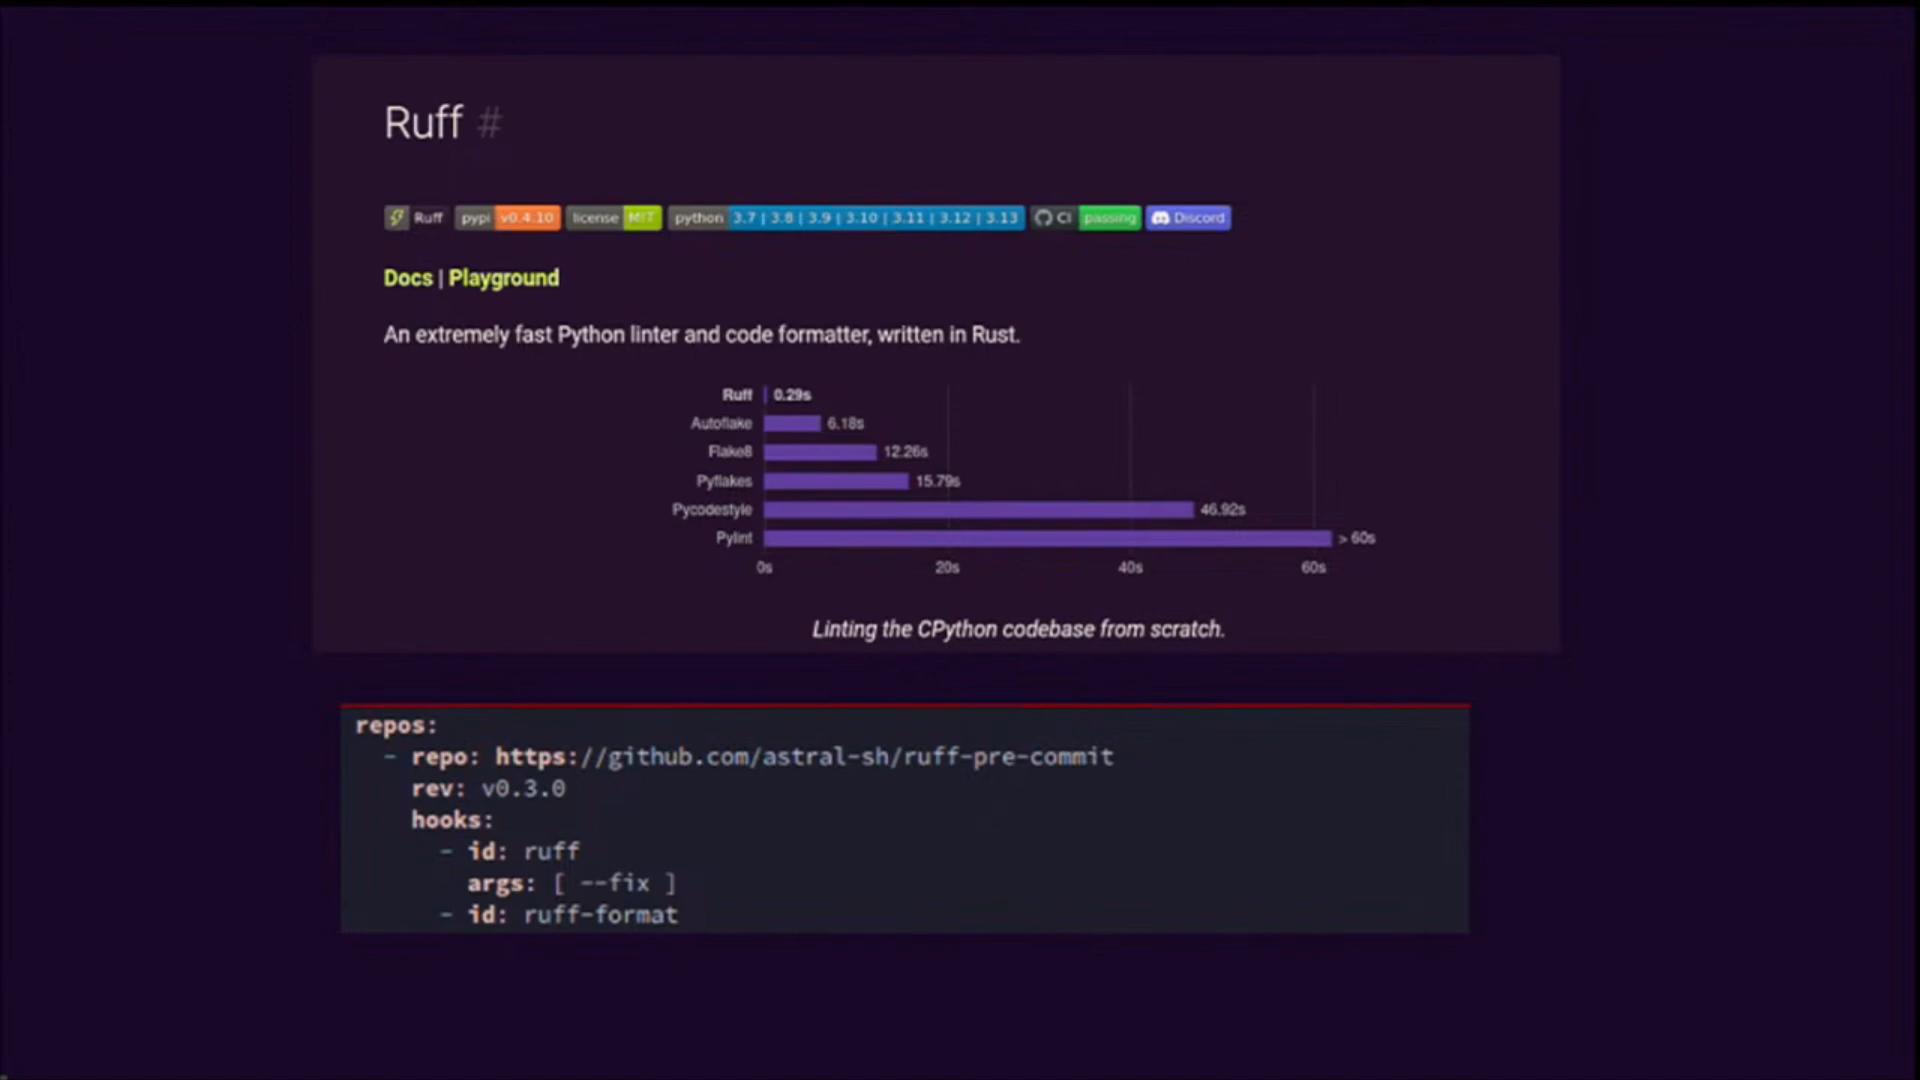 Ruff #
Ruff pypi v0.4.10 license MIT python 3.7 | 3.8 | 3.9 | 3.10 | 3.11 | 3.12 | 3.13 CI passing Discord
Docs | Playground
An extremely fast Python linter and code formatter, written in Rust.
Ruff 0.29s
Autoflake 6.18s
Flake8 12.26s
Pyflakes 15.79s
Pycodestyle 46.92s
Pylint > 60s
0s 20s 40s 60s
Linting the CPython codebase from scratch.
repos:
- repo: https://github.com/astral-sh/ruff-pre-commit
rev: v0.3.0
hooks:
- id: ruff
args: [ --fix ]
- id: ruff-format